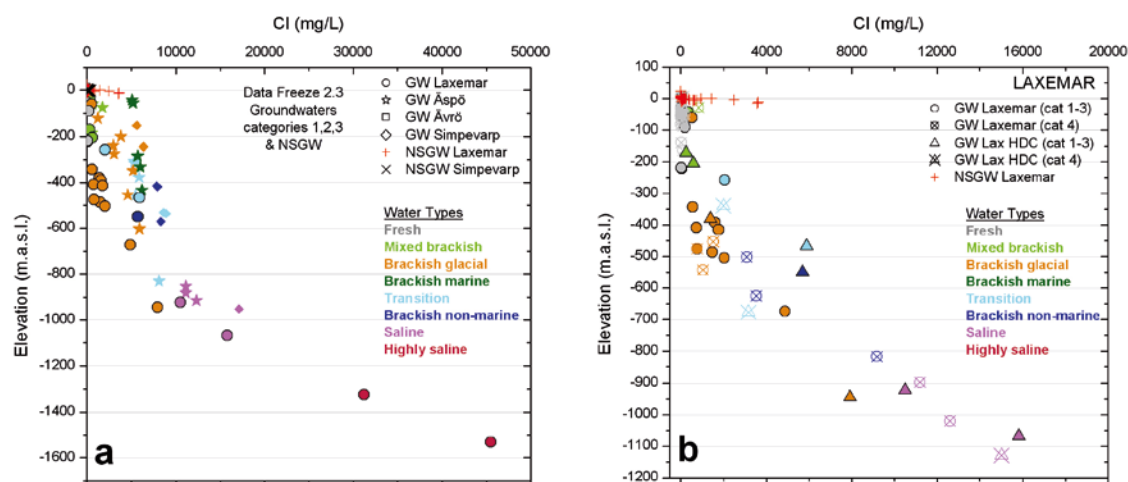 Cl (mg/L)
0 10000 20000 30000 40000 50000
0
-200
-400
-600
-800
-1000
-1200
-1400
-1600
Elevation (m.a.s.l.)
Data Freeze 2.3
Groundwaters
categories 1,2,3
& NSGW
GW Laxemar
GW Äspö
GW Ävrö
GW Simpevarp
NSGW Laxemar
NSGW Simpevarp
Water Types
Fresh
Mixed brackish
Brackish glacial
Brackish marine
Transition
Brackish non-marine
Saline
Highly saline
a
Cl (mg/L)
0 4000 8000 12000 16000 20000
100
0
-100
-200
-300
-400
-500
-600
-700
-800
-900
-1000
-1100
-1200
Elevation (m.a.s.l.)
LAXEMAR
GW Laxemar (cat 1-3)
GW Laxemar (cat 4)
GW Lax HDC (cat 1-3)
GW Lax HDC (cat 4)
NSGW Laxemar
Water Types
Fresh
Mixed brackish
Brackish glacial
Brackish marine
Transition
Brackish non-marine
Saline
Highly saline
b